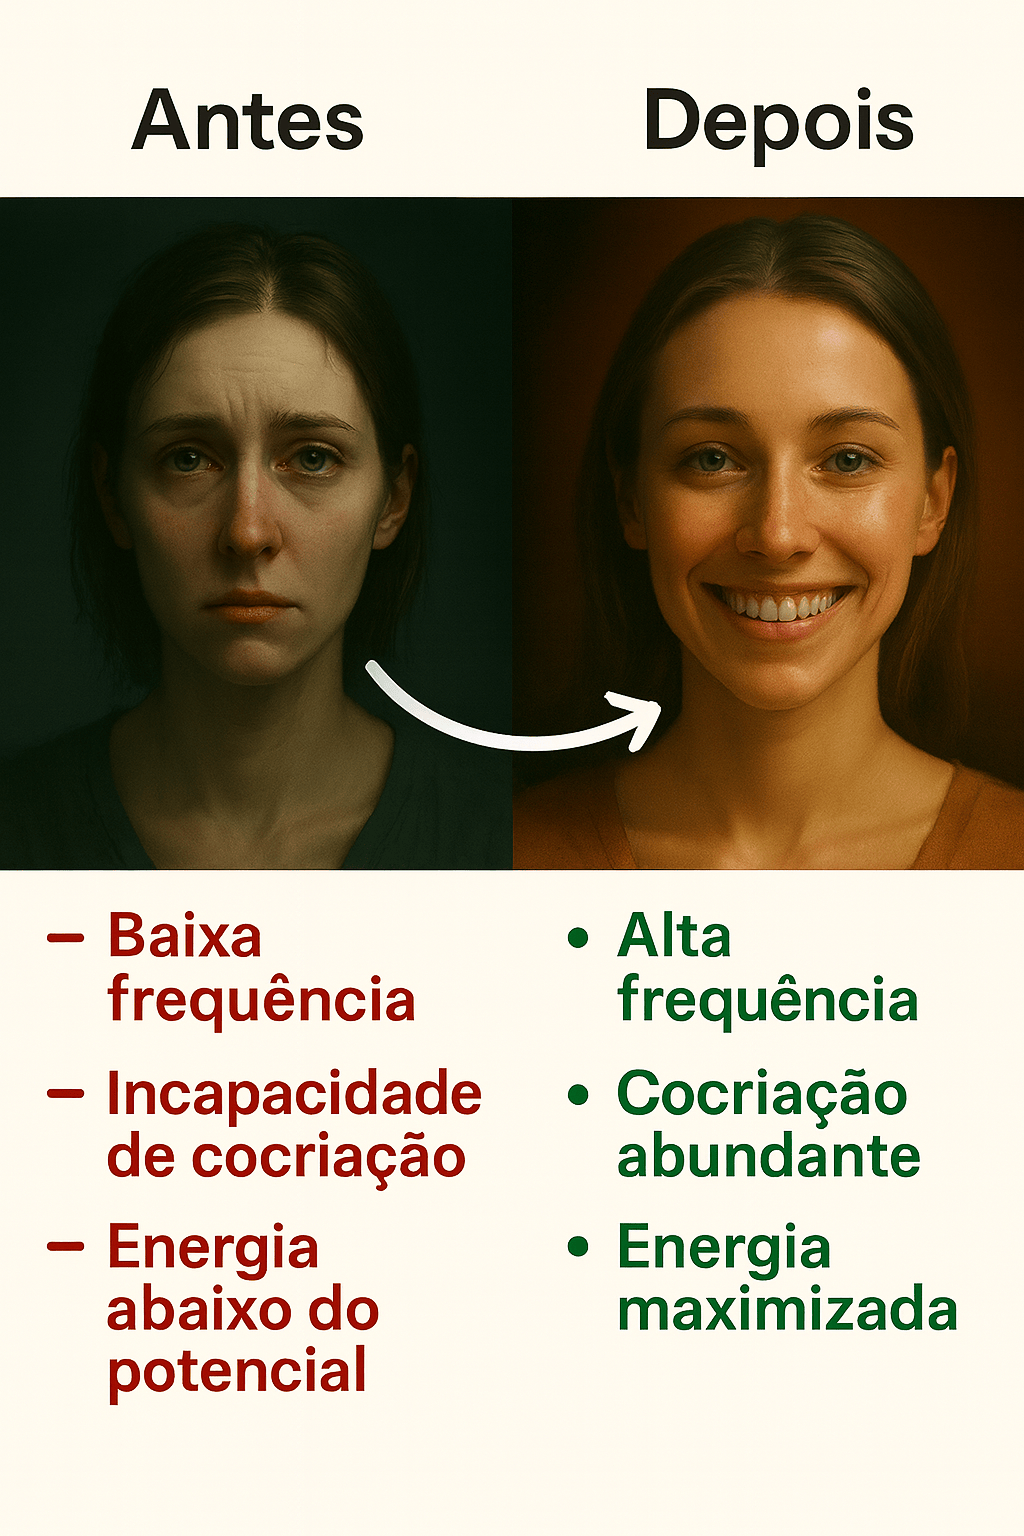 Antes
Depois
– Baixa
frequência
– Incapacidade
de cocriação
– Energia
abaixo do
potencial
• Alta
frequência
• Cocriação
abundante
• Energia
maximizada